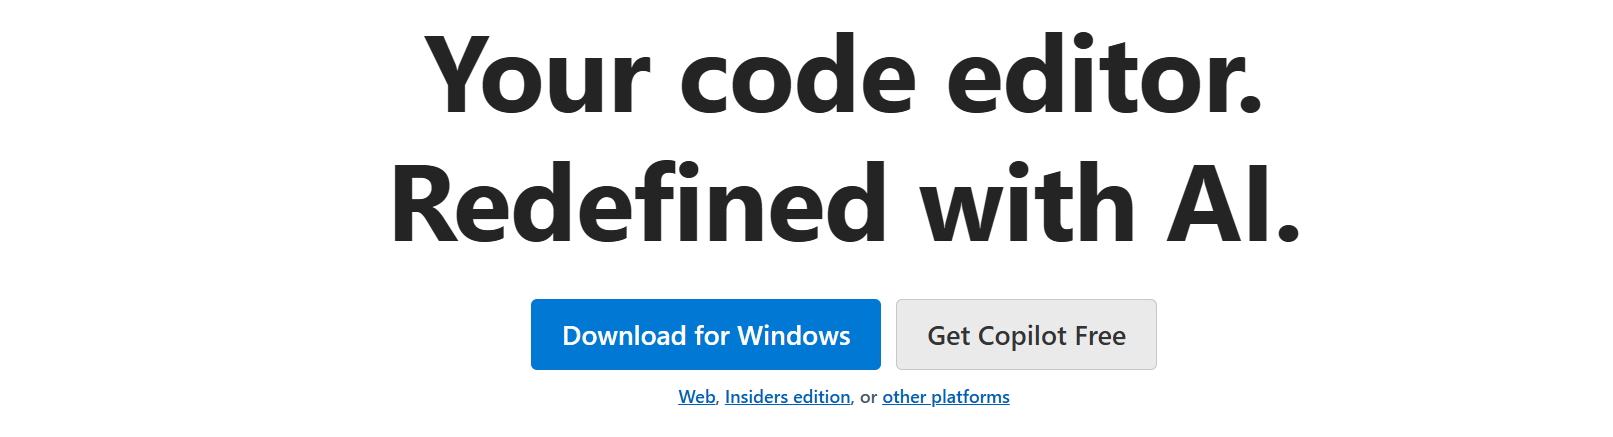 Your code editor.
Redefined with AI.
Download for Windows
Get Copilot Free
Web, Insiders edition, or other platforms